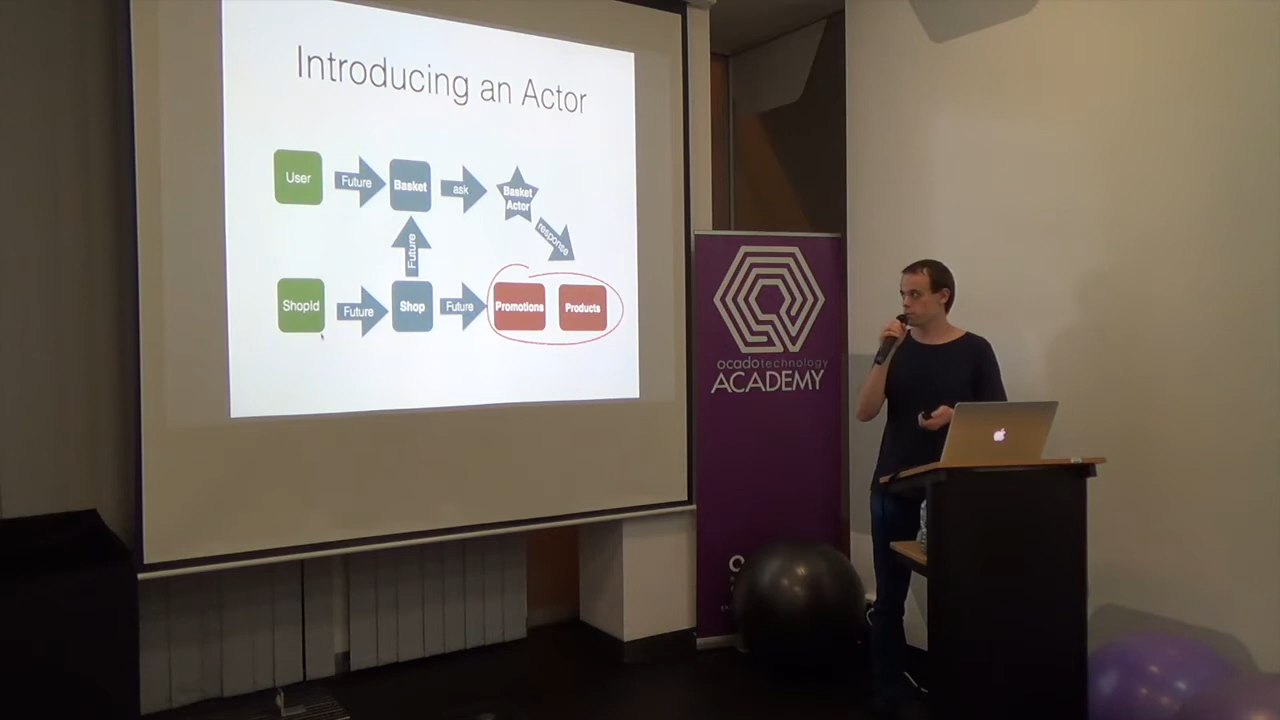 Introducing an Actor
User
Future
Basket
ask
Basket
Actor
response
Future
ShopId
Future
Shop
Future
Promotions
Products
ocadotechnology
ACADEMY